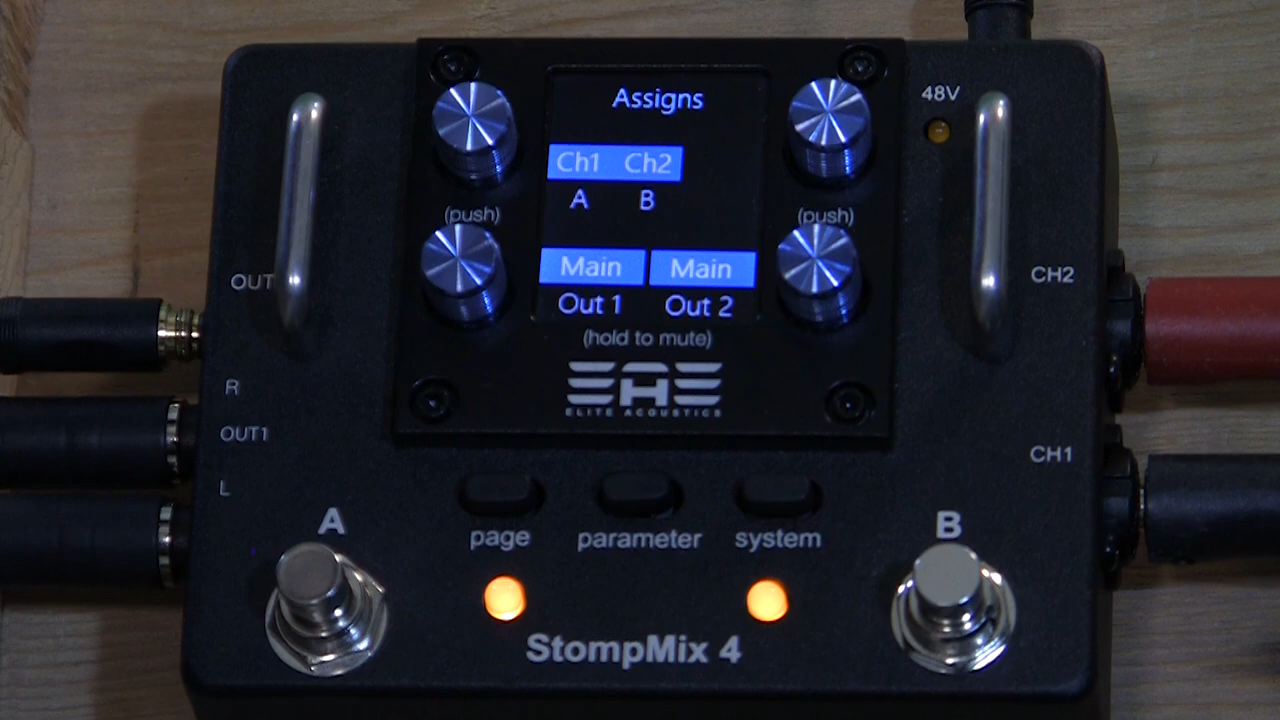 Assigns
48V
Ch1 Ch2
A B
(push)
(push)
OUT
CH2
Main Main
Out 1 Out 2
(hold to mute)
EAE
ELITE ACOUSTICS
R
OUT1
CH1
L
A
B
page parameter system
StompMix 4